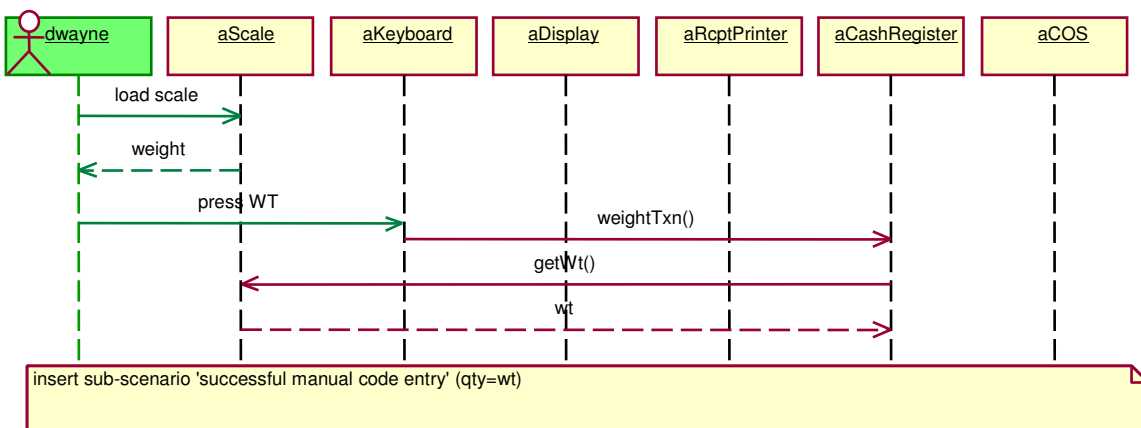 dwayne
aScale
aKeyboard
aDisplay
aRcptPrinter
aCashRegister
aCOS
load scale
weight
press WT
weightTxn()
getWt()
wt
insert sub-scenario 'successful manual code entry' (qty=wt)